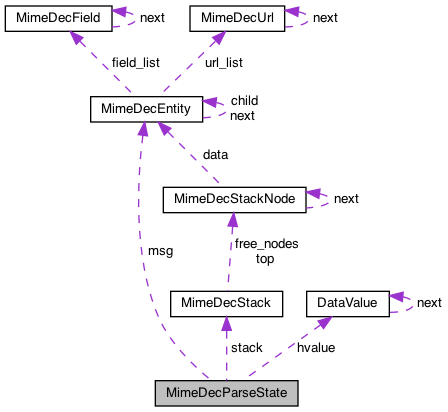 MimeDecField
next
MimeDecUrl
next
field_list
url_list
MimeDecEntity
child
next
data
MimeDecStackNode
next
msg
free_nodes
top
MimeDecStack
DataValue
next
stack
hvalue
MimeDecParseState